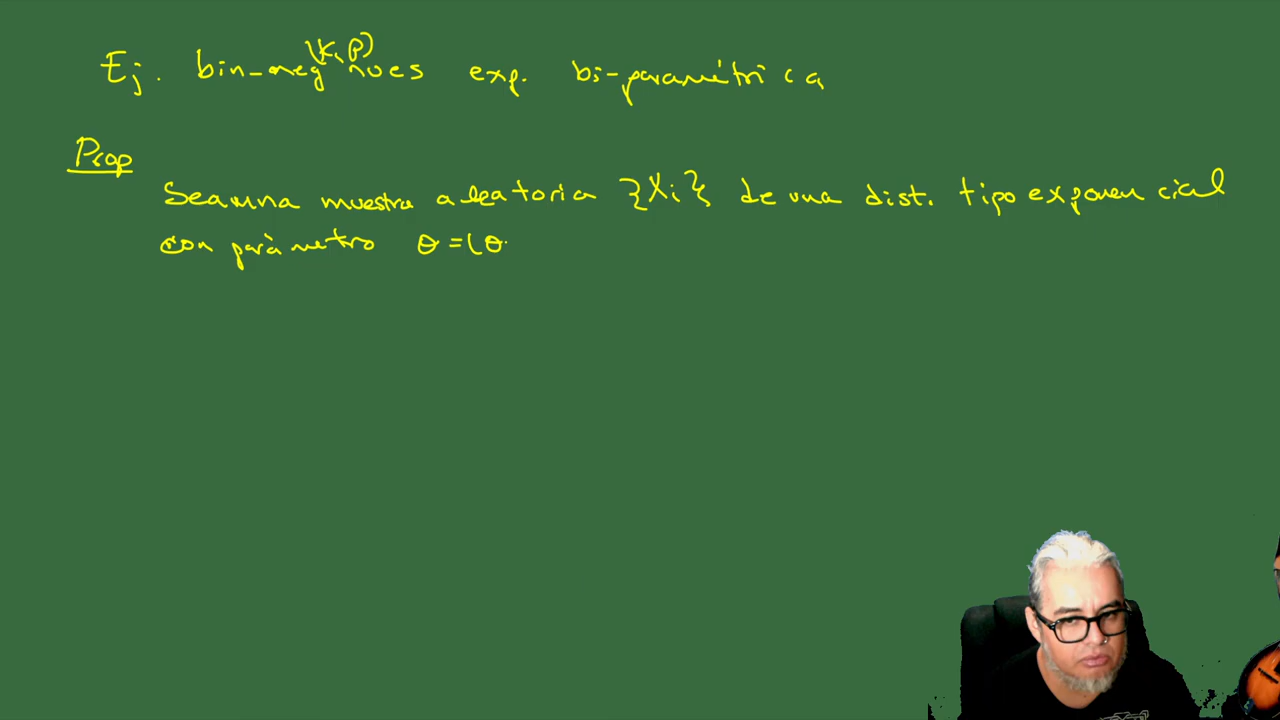 Ej. bin-neg (k, p) no es exp. bi-paramétrica
Prop
Sea una muestra aleatoria {Xi} de una dist. tipo exponencial
con parámetro θ = (θ